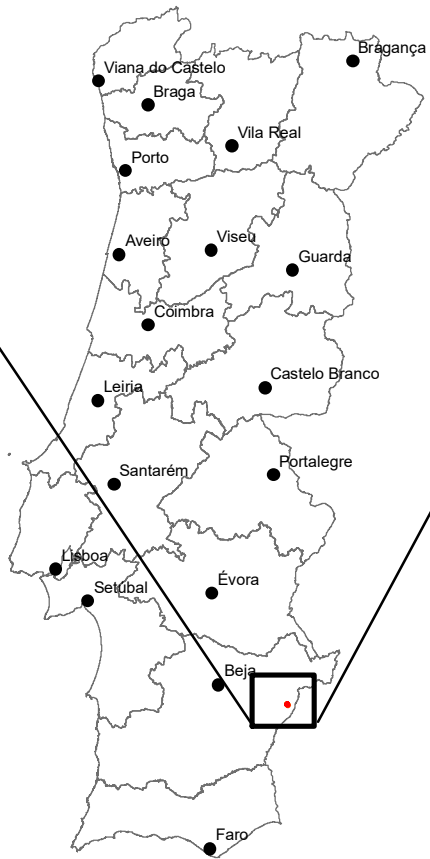 Bragança
Viana do Castelo
Braga
Vila Real
Porto
Aveiro
Viseu
Guarda
Coimbra
Castelo Branco
Leiria
Portalegre
Santarém
Lisboa
Évora
Setúbal
Beja
Faro